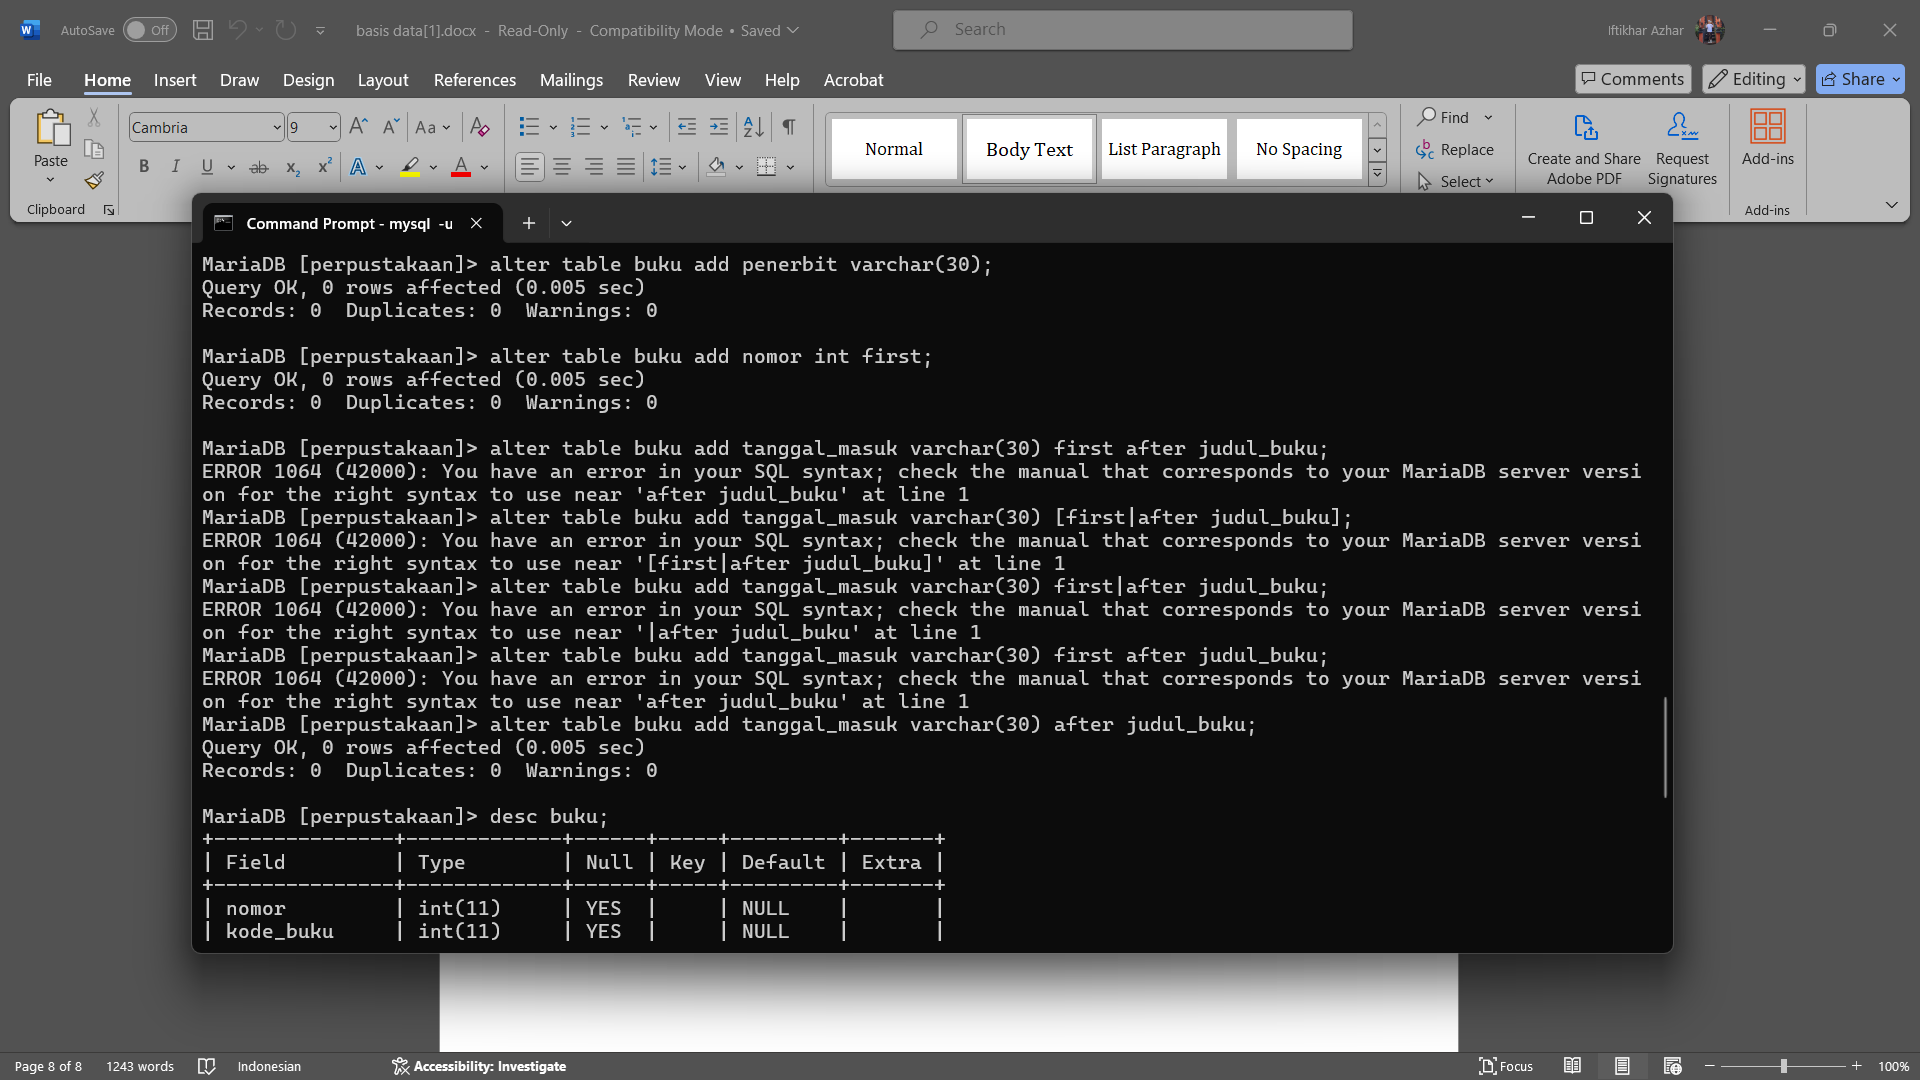 AutoSave Off basis data[1].docx - Read-Only - Compatibility Mode • Saved Search Iftikhar Azhar
File Home Insert Draw Design Layout References Mailings Review View Help Acrobat Comments Editing Share
Paste
Clipboard
Cambria 9 Aa
B I U ab x₂ x² A A
Normal Body Text List Paragraph No Spacing
Find
Replace
Select
Create and Share
Adobe PDF
Request
Signatures
Add-ins
Add-ins
Command Prompt - mysql -u
MariaDB [perpustakaan]> alter table buku add penerbit varchar(30);
Query OK, 0 rows affected (0.005 sec)
Records: 0  Duplicates: 0  Warnings: 0
MariaDB [perpustakaan]> alter table buku add nomor int first;
Query OK, 0 rows affected (0.005 sec)
Records: 0  Duplicates: 0  Warnings: 0
MariaDB [perpustakaan]> alter table buku add tanggal_masuk varchar(30) first after judul_buku;
ERROR 1064 (42000): You have an error in your SQL syntax; check the manual that corresponds to your MariaDB server versi
on for the right syntax to use near 'after judul_buku' at line 1
MariaDB [perpustakaan]> alter table buku add tanggal_masuk varchar(30) [first|after judul_buku];
ERROR 1064 (42000): You have an error in your SQL syntax; check the manual that corresponds to your MariaDB server versi
on for the right syntax to use near '[first|after judul_buku]' at line 1
MariaDB [perpustakaan]> alter table buku add tanggal_masuk varchar(30) first|after judul_buku;
ERROR 1064 (42000): You have an error in your SQL syntax; check the manual that corresponds to your MariaDB server versi
on for the right syntax to use near '|after judul_buku' at line 1
MariaDB [perpustakaan]> alter table buku add tanggal_masuk varchar(30) first after judul_buku;
ERROR 1064 (42000): You have an error in your SQL syntax; check the manual that corresponds to your MariaDB server versi
on for the right syntax to use near 'after judul_buku' at line 1
MariaDB [perpustakaan]> alter table buku add tanggal_masuk varchar(30) after judul_buku;
Query OK, 0 rows affected (0.005 sec)
Records: 0  Duplicates: 0  Warnings: 0
MariaDB [perpustakaan]> desc buku;
+---------------+-------------+------+-----+---------+-------+
| Field         | Type        | Null | Key | Default | Extra |
+---------------+-------------+------+-----+---------+-------+
| nomor         | int(11)     | YES  |     | NULL    |       |
| kode_buku     | int(11)     | YES  |     | NULL    |       |
Page 8 of 8 1243 words Indonesian Accessibility: Investigate Focus 100%